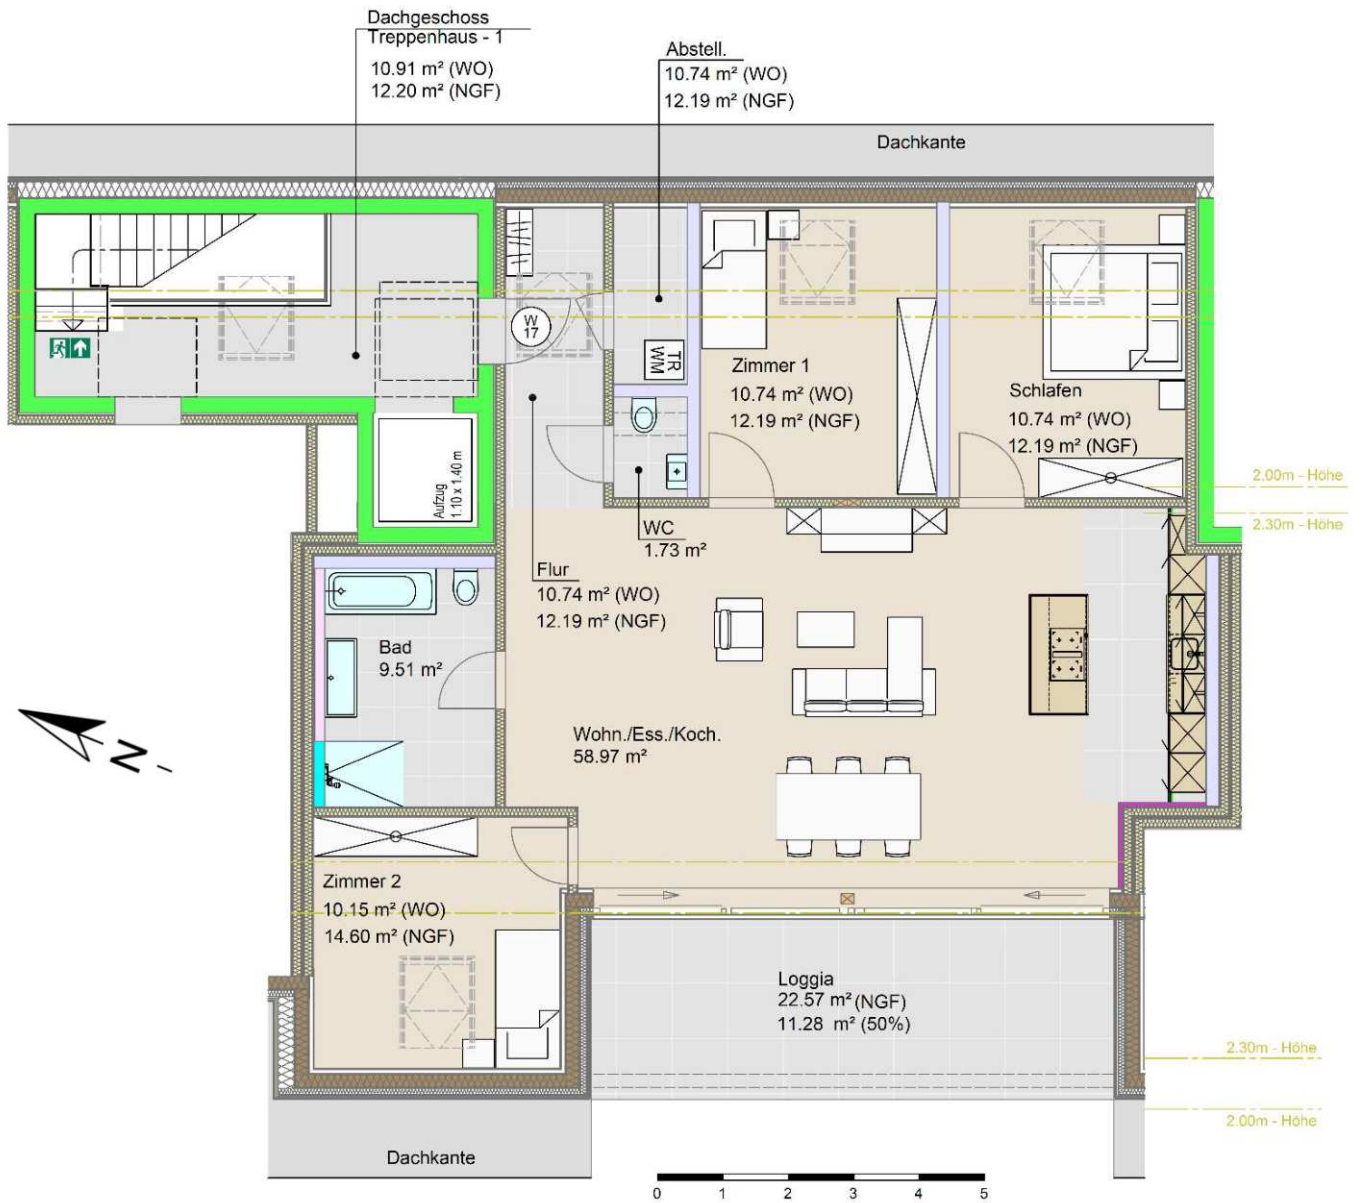 Dachgeschoss
Treppenhaus - 1
10.91 m² (WO)
12.20 m² (NGF)
Abstell.
10.74 m² (WO)
12.19 m² (NGF)
Dachkante
W
17
TR
WM
Zimmer 1
10.74 m² (WO)
12.19 m² (NGF)
Schlafen
10.74 m² (WO)
12.19 m² (NGF)
Aufzug
1.10 x 1.40 m
2.00m - Höhe
2.30m - Höhe
WC
1.73 m²
Flur
10.74 m² (WO)
12.19 m² (NGF)
Bad
9.51 m²
N
Wohn./Ess./Koch.
58.97 m²
Zimmer 2
10.15 m² (WO)
14.60 m² (NGF)
Loggia
22.57 m² (NGF)
11.28 m² (50%)
2.30m - Höhe
2.00m - Höhe
Dachkante
0 1 2 3 4 5